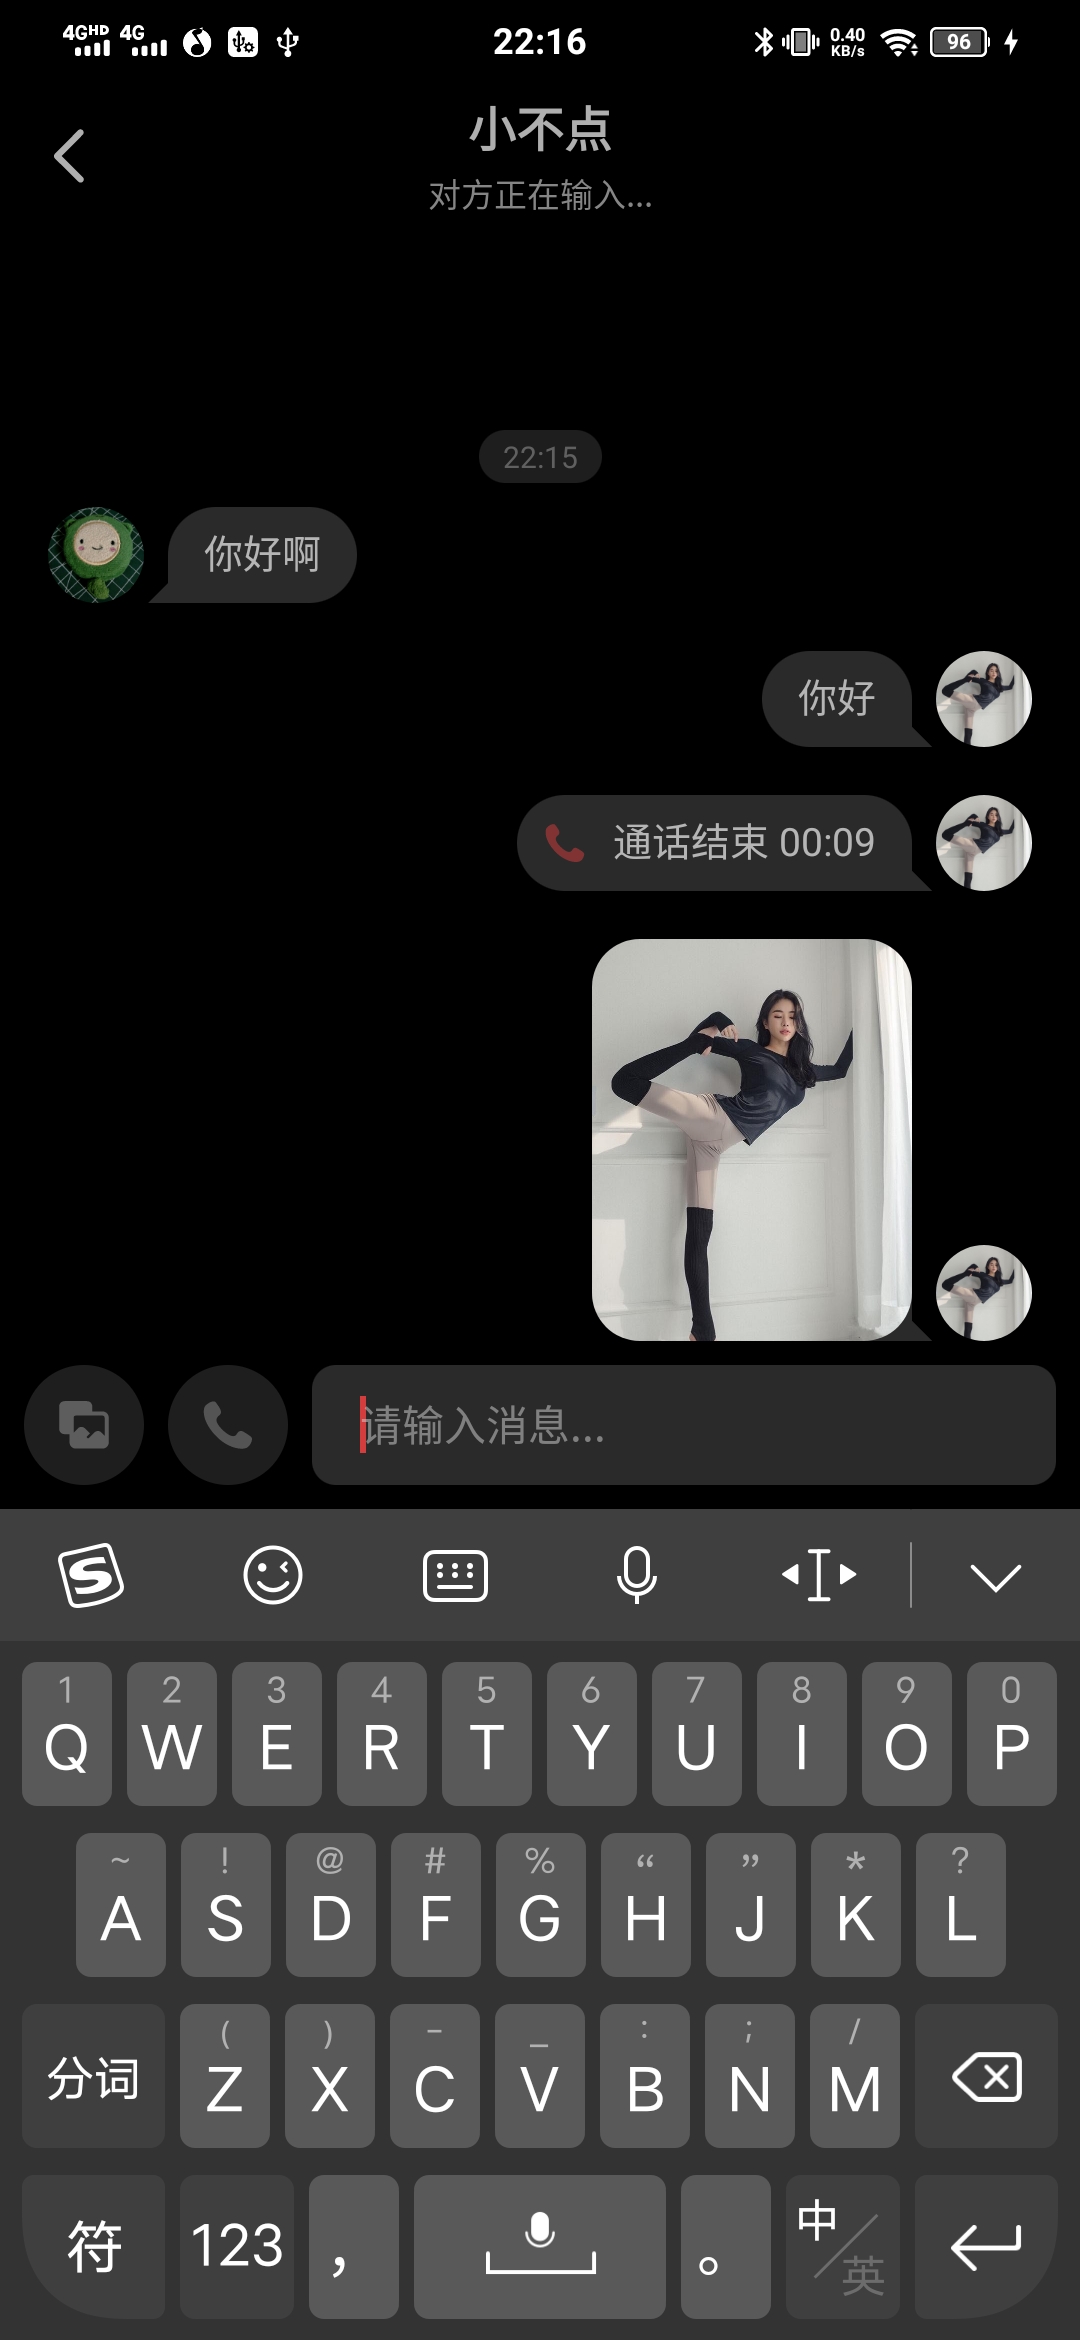 4GHD 4G 22:16 0.40 KB/s 96
小不点
对方正在输入...
22:15
你好啊
你好
通话结束 00:09
请输入消息...
1 2 3 4 5 6 7 8 9 0
Q W E R T Y U I O P
~ ! @ # % “ ” * ?
A S D F G H J K L
( ) - _ : ; /
分词 Z X C V B N M
符 123 , 。 中/英